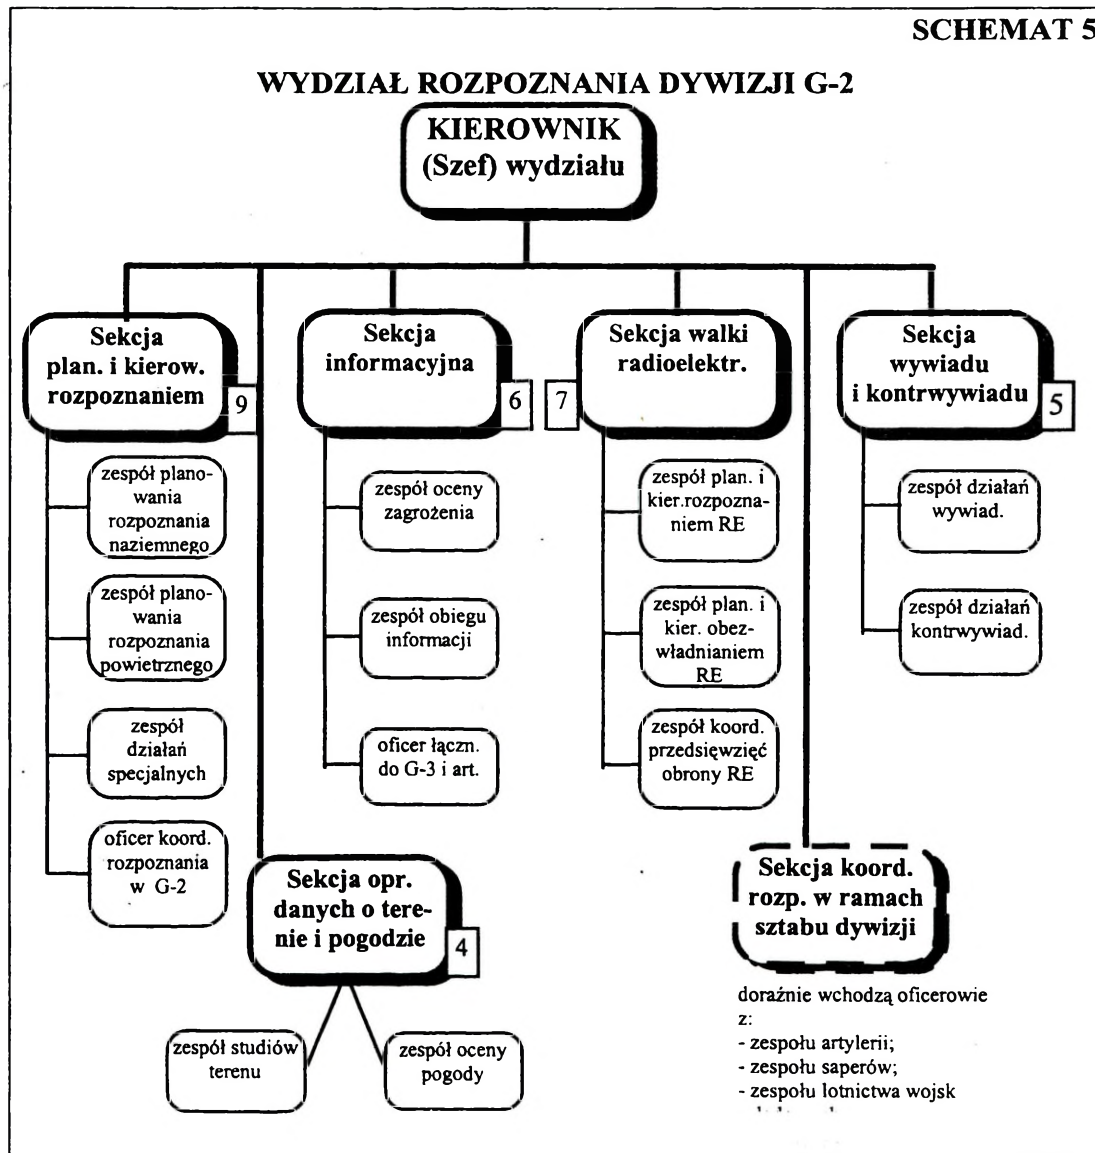 SCHEMAT 5
WYDZIAŁ ROZPOZNANIA DYWIZJI G-2
KIEROWNIK
(Szef) wydziału
Sekcja
plan. i kierow.
rozpoznaniem
9
zespół plano-
wania
rozpoznania
naziemnego
zespół plano-
wania
rozpoznania
powietrznego
zespół
działań
specjalnych
oficer koord.
rozpoznania
w G-2
Sekcja opr.
danych o tere-
nie i pogodzie
4
zespół studiów
terenu
zespół oceny
pogody
Sekcja
informacyjna
6
zespół oceny
zagrożenia
zespół obiegu
informacji
oficer łączn.
do G-3 i art.
Sekcja walki
radioelektr.
7
zespół plan. i
kier.rozpozna-
niem RE
zespół plan. i
kier. obez-
władnianiem
RE
zespół koord.
przedsięwzięć
obrony RE
Sekcja koord.
rozp. w ramach
sztabu dywizji
doraźnie wchodzą oficerowie
z:
- zespołu artylerii;
- zespołu saperów;
- zespołu lotnictwa wojsk
Sekcja
wywiadu
i kontrwywiadu
5
zespół działań
wywiad.
zespół działań
kontrwywiad.